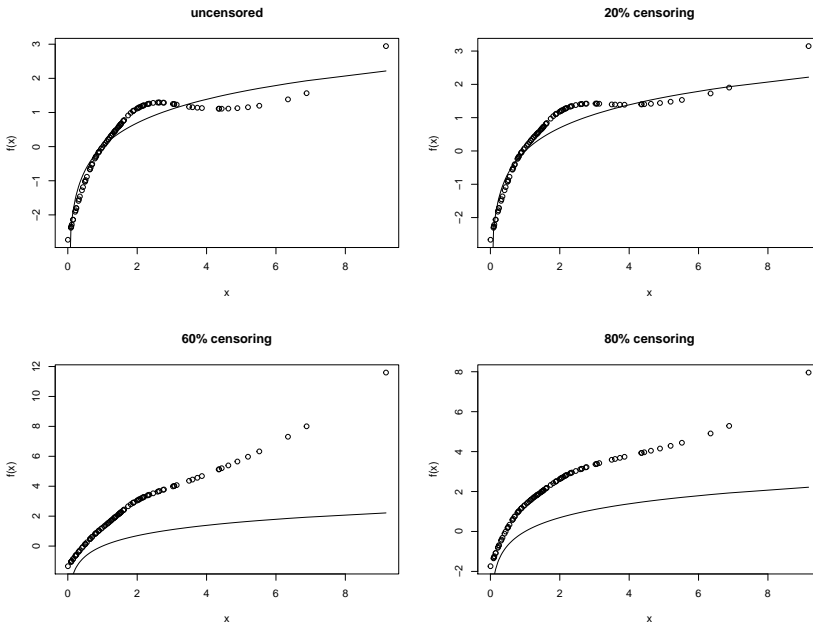 uncensored
f(x)
3
2
1
0
−1
−2
0 2 4 6 8
x
20% censoring
f(x)
3
2
1
0
−1
−2
0 2 4 6 8
x
60% censoring
f(x)
12
10
8
6
4
2
0
0 2 4 6 8
x
80% censoring
f(x)
8
6
4
2
0
−2
0 2 4 6 8
x